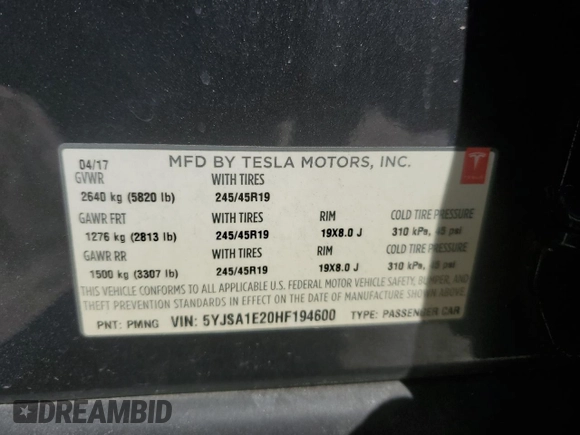 04/17 MFD BY TESLA MOTORS, INC.
GVWR WITH TIRES
2640 kg (5820 lb) 245/45R19
GAWR FRT WITH TIRES RIM COLD TIRE PRESSURE
1276 kg (2813 lb) 245/45R19 19X8.0 J 310 kPa, 45 psi
GAWR RR WITH TIRES RIM COLD TIRE PRESSURE
1500 kg (3307 lb) 245/45R19 19X8.0 J 310 kPa, 45 psi
THIS VEHICLE CONFORMS TO ALL APPLICABLE U.S. FEDERAL MOTOR VEHICLE SAFETY, BUMPER, AND
THEFT PREVENTION STANDARDS IN EFFECT ON THE DATE OF MANUFACTURE SHOWN ABOVE.
PNT: PMNG VIN: 5YJSA1E20HF194600 TYPE: PASSENGER CAR
TESLA
DREAMBID